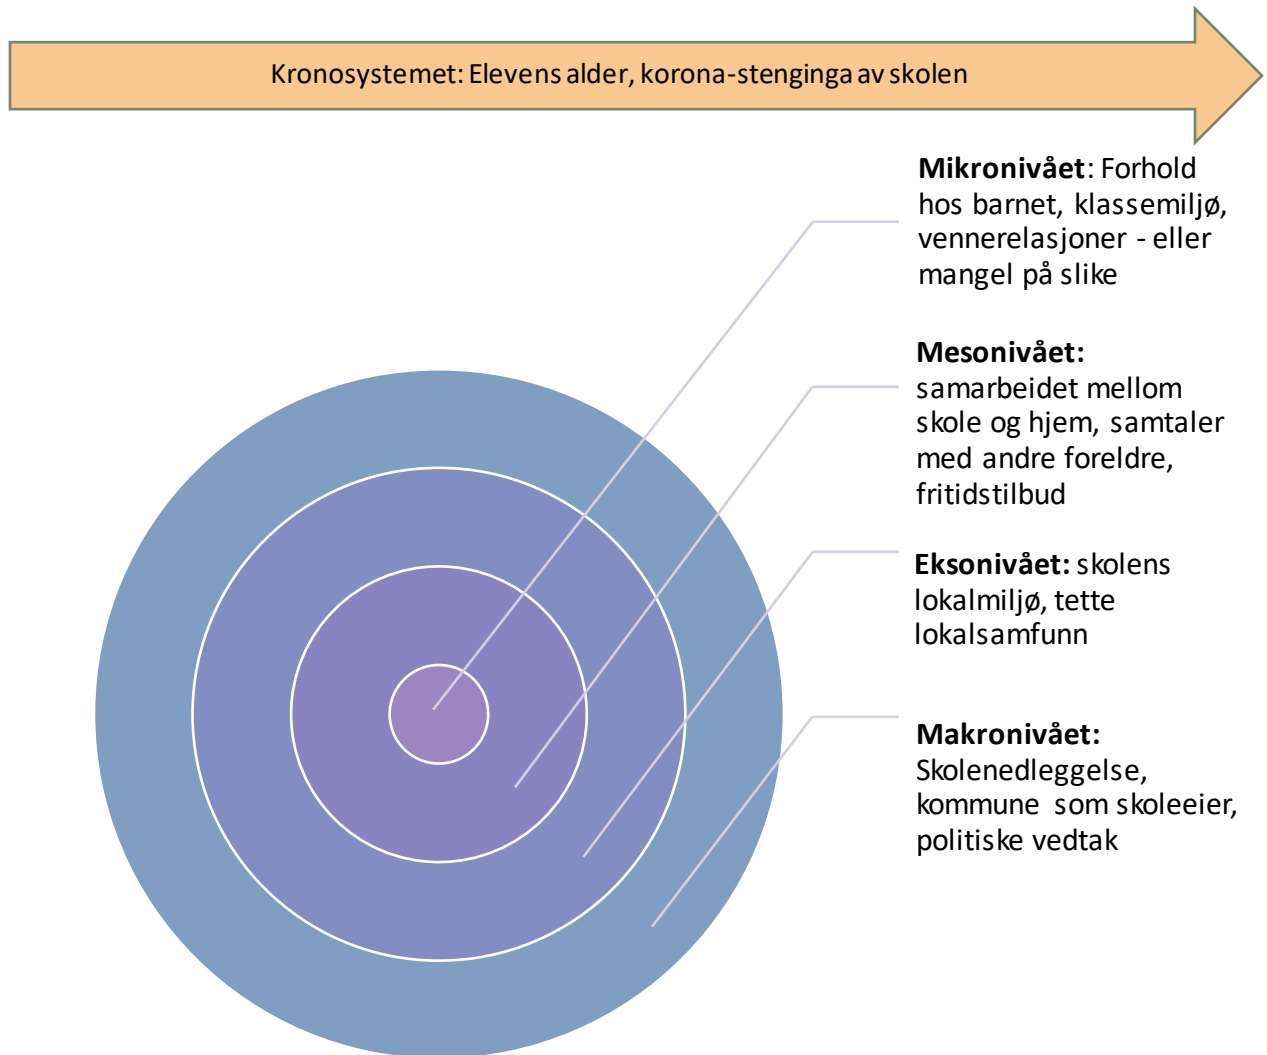 Kronosystemet: Elevens alder, korona-stenginga av skolen
Mikronivået: Forhold
hos barnet, klassemiljø,
vennerelasjoner - eller
mangel på slike
Mesonivået:
samarbeidet mellom
skole og hjem, samtaler
med andre foreldre,
fritidstilbud
Eksonivået: skolens
lokalmiljø, tette
lokalsamfunn
Makronivået:
Skolenedleggelse,
kommune som skoleeier,
politiske vedtak